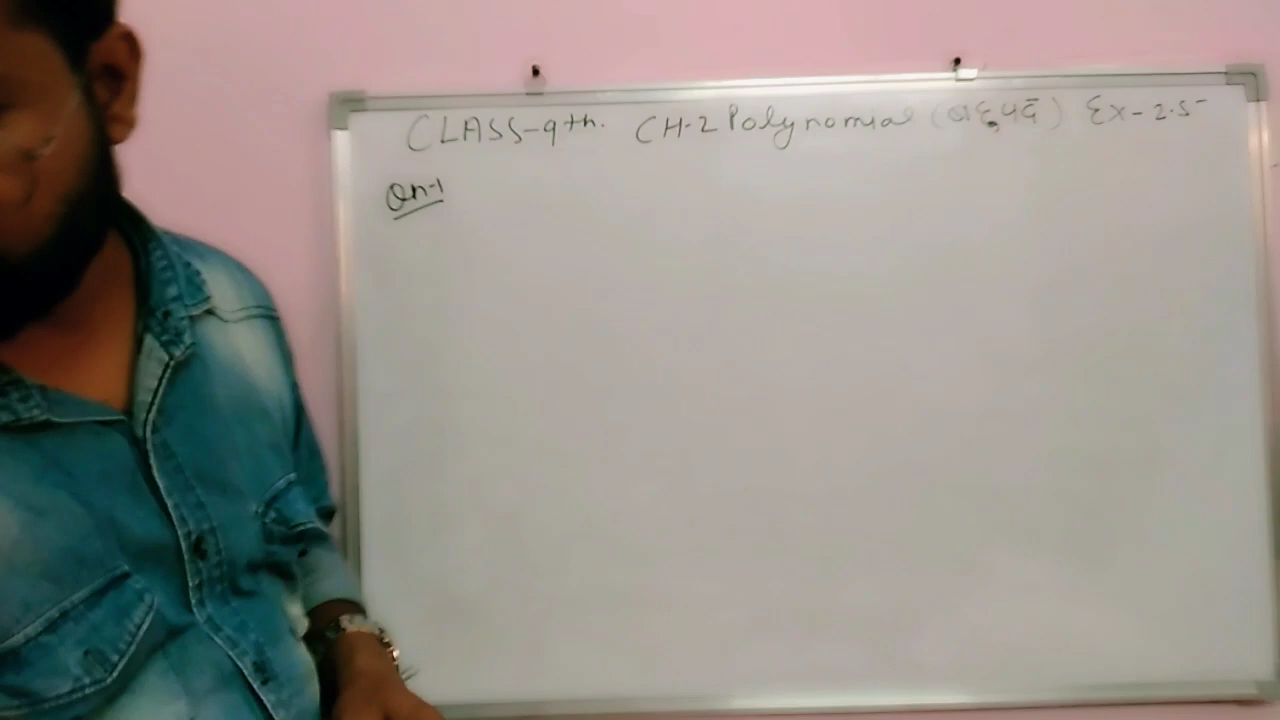 CLASS-9th. CH-2 Polynomial (बहुपद) Ex-2.5
Qn-1